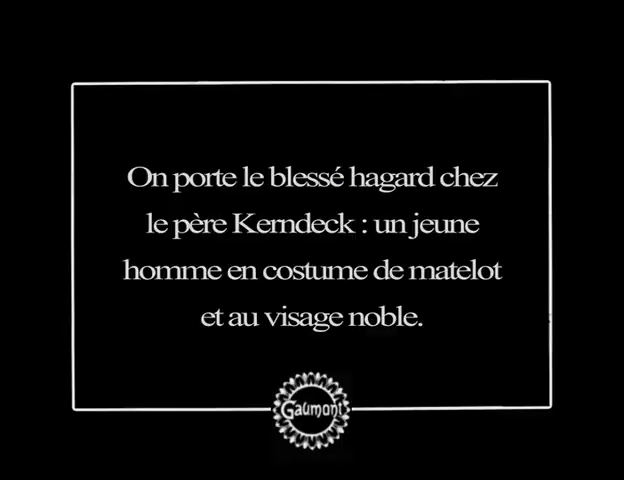 On porte le blessé hagard chez
le père Kerndeck : un jeune
homme en costume de matelot
et au visage noble.
Gaumont